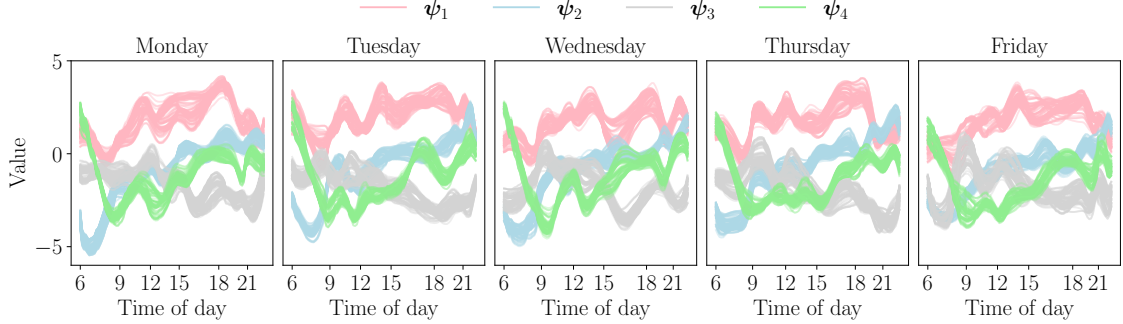 ψ₁ ψ₂ ψ₃ ψ₄
Monday Tuesday Wednesday Thursday Friday
Value
5
0
−5
6 9 12 15 18 21 6 9 12 15 18 21 6 9 12 15 18 21 6 9 12 15 18 21 6 9 12 15 18 21
Time of day Time of day Time of day Time of day Time of day